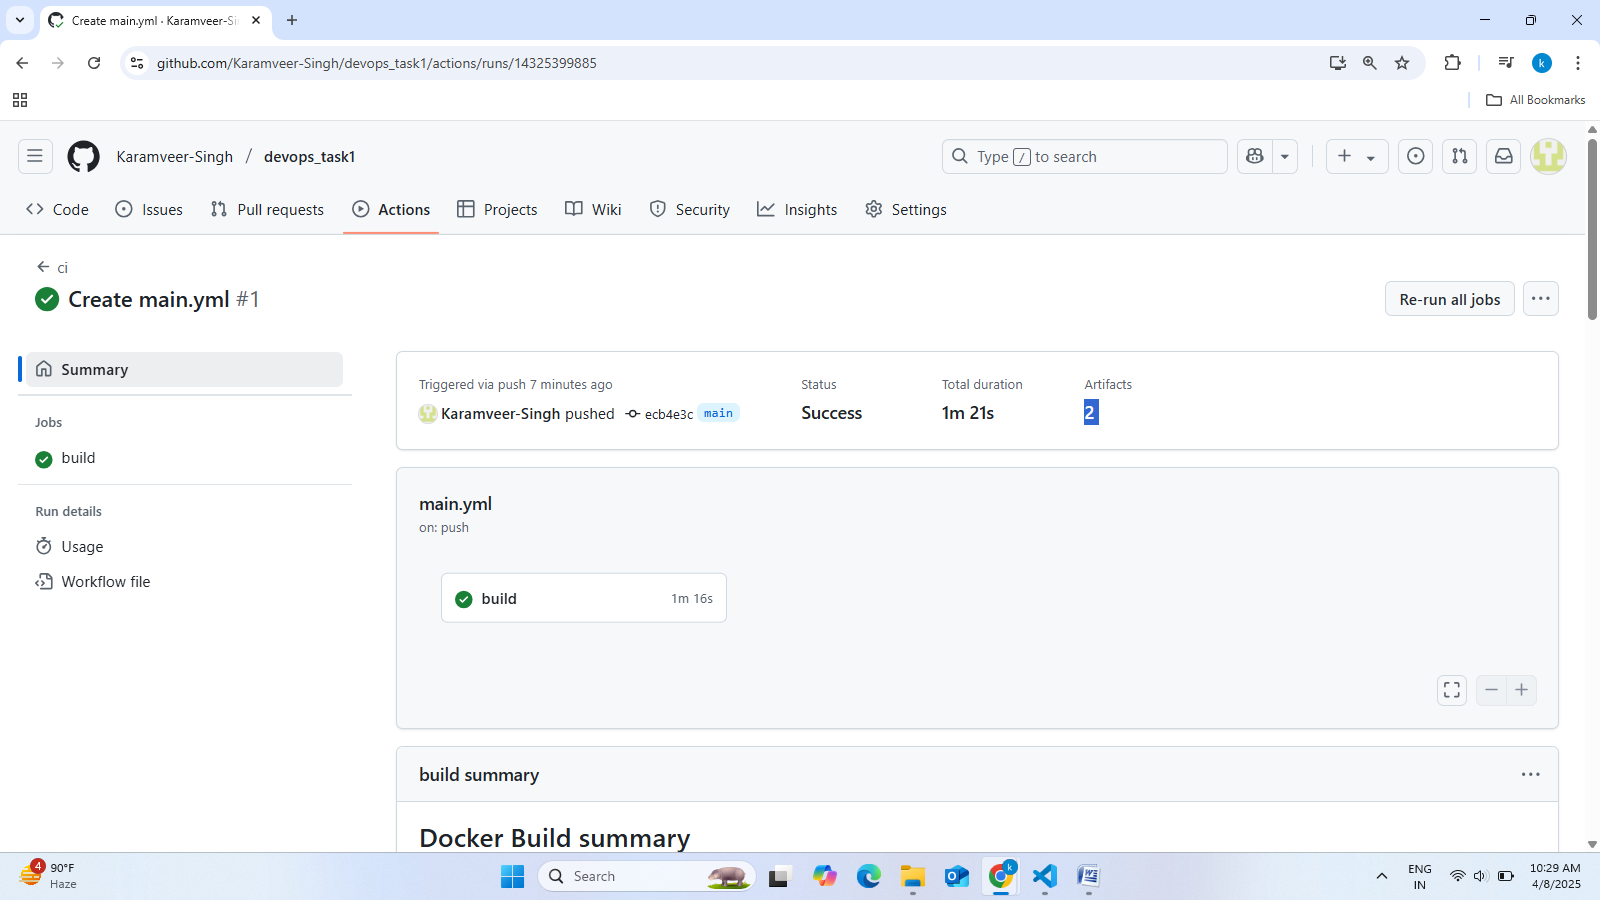 Create main.yml · Karamveer-Si
github.com/Karamveer-Singh/devops_task1/actions/runs/14325399885
k
All Bookmarks
Karamveer-Singh / devops_task1
Type / to search
Code
Issues
Pull requests
Actions
Projects
Wiki
Security
Insights
Settings
ci
Create main.yml #1
Re-run all jobs
Summary
Jobs
build
Run details
Usage
Workflow file
Triggered via push 7 minutes ago
Karamveer-Singh pushed ecb4e3c main
Status
Success
Total duration
1m 21s
Artifacts
2
main.yml
on: push
build 1m 16s
build summary
Docker Build summary
4
90°F
Haze
Search
k
ENG
IN
10:29 AM
4/8/2025